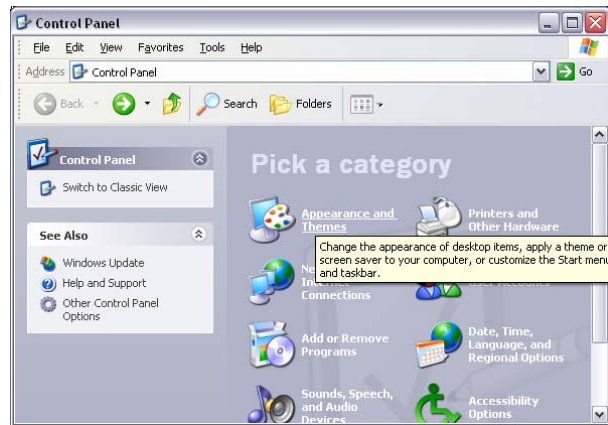 Control Panel
File Edit View Favorites Tools Help
Address Control Panel Go
Back Search Folders
Control Panel
Switch to Classic View
See Also
Windows Update
Help and Support
Other Control Panel
Options
Pick a category
Appearance and
Themes
Printers and
Other Hardware
Change the appearance of desktop items, apply a theme or
screen saver to your computer, or customize the Start menu
and taskbar.
Internet
Connections
User Accounts
Add or Remove
Programs
Date, Time,
Language, and
Regional Options
Sounds, Speech,
and Audio
Devices
Accessibility
Options